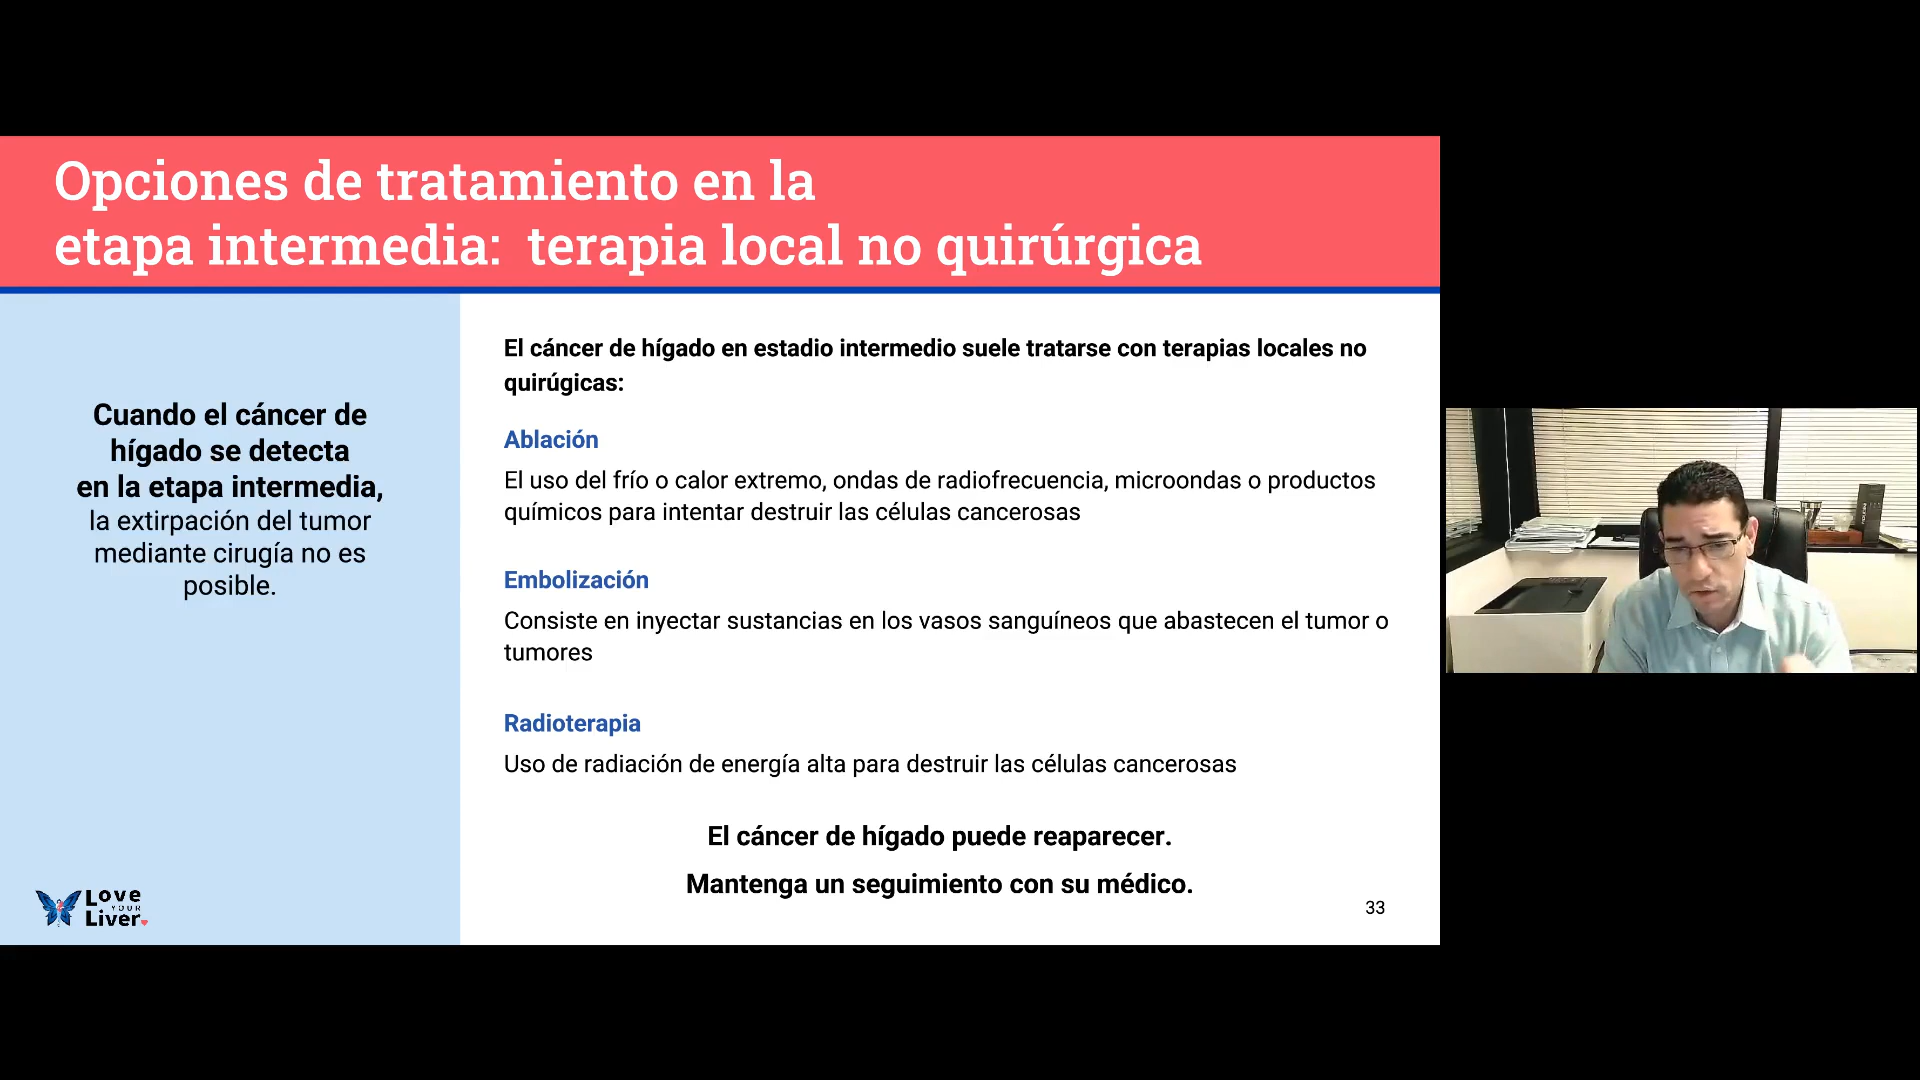 Opciones de tratamiento en la
etapa intermedia: terapia local no quirúrgica
Cuando el cáncer de
hígado se detecta
en la etapa intermedia,
la extirpación del tumor
mediante cirugía no es
posible.
El cáncer de hígado en estadio intermedio suele tratarse con terapias locales no
quirúgicas:
Ablación
El uso del frío o calor extremo, ondas de radiofrecuencia, microondas o productos
químicos para intentar destruir las células cancerosas
Embolización
Consiste en inyectar sustancias en los vasos sanguíneos que abastecen el tumor o
tumores
Radioterapia
Uso de radiación de energía alta para destruir las células cancerosas
El cáncer de hígado puede reaparecer.
Mantenga un seguimiento con su médico.
Love
YOUR
Liver
33